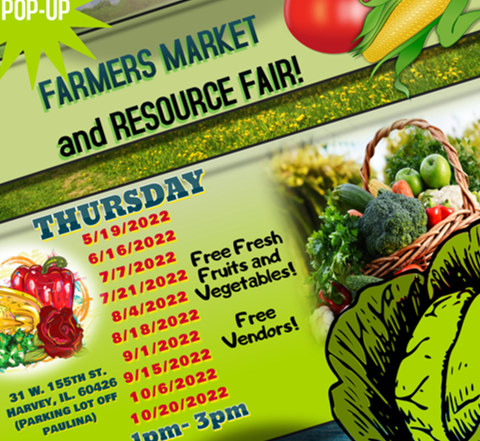 POP-UP
FARMERS MARKET
and RESOURCE FAIR!
THURSDAY
5/19/2022
6/16/2022
7/7/2022
7/21/2022
8/4/2022
8/18/2022
9/1/2022
9/15/2022
10/6/2022
10/20/2022
1pm- 3pm
Free Fresh
Fruits and
Vegetables!
Free
Vendors!
31 W. 155TH ST.
HARVEY, IL. 60426
(PARKING LOT OFF
PAULINA)